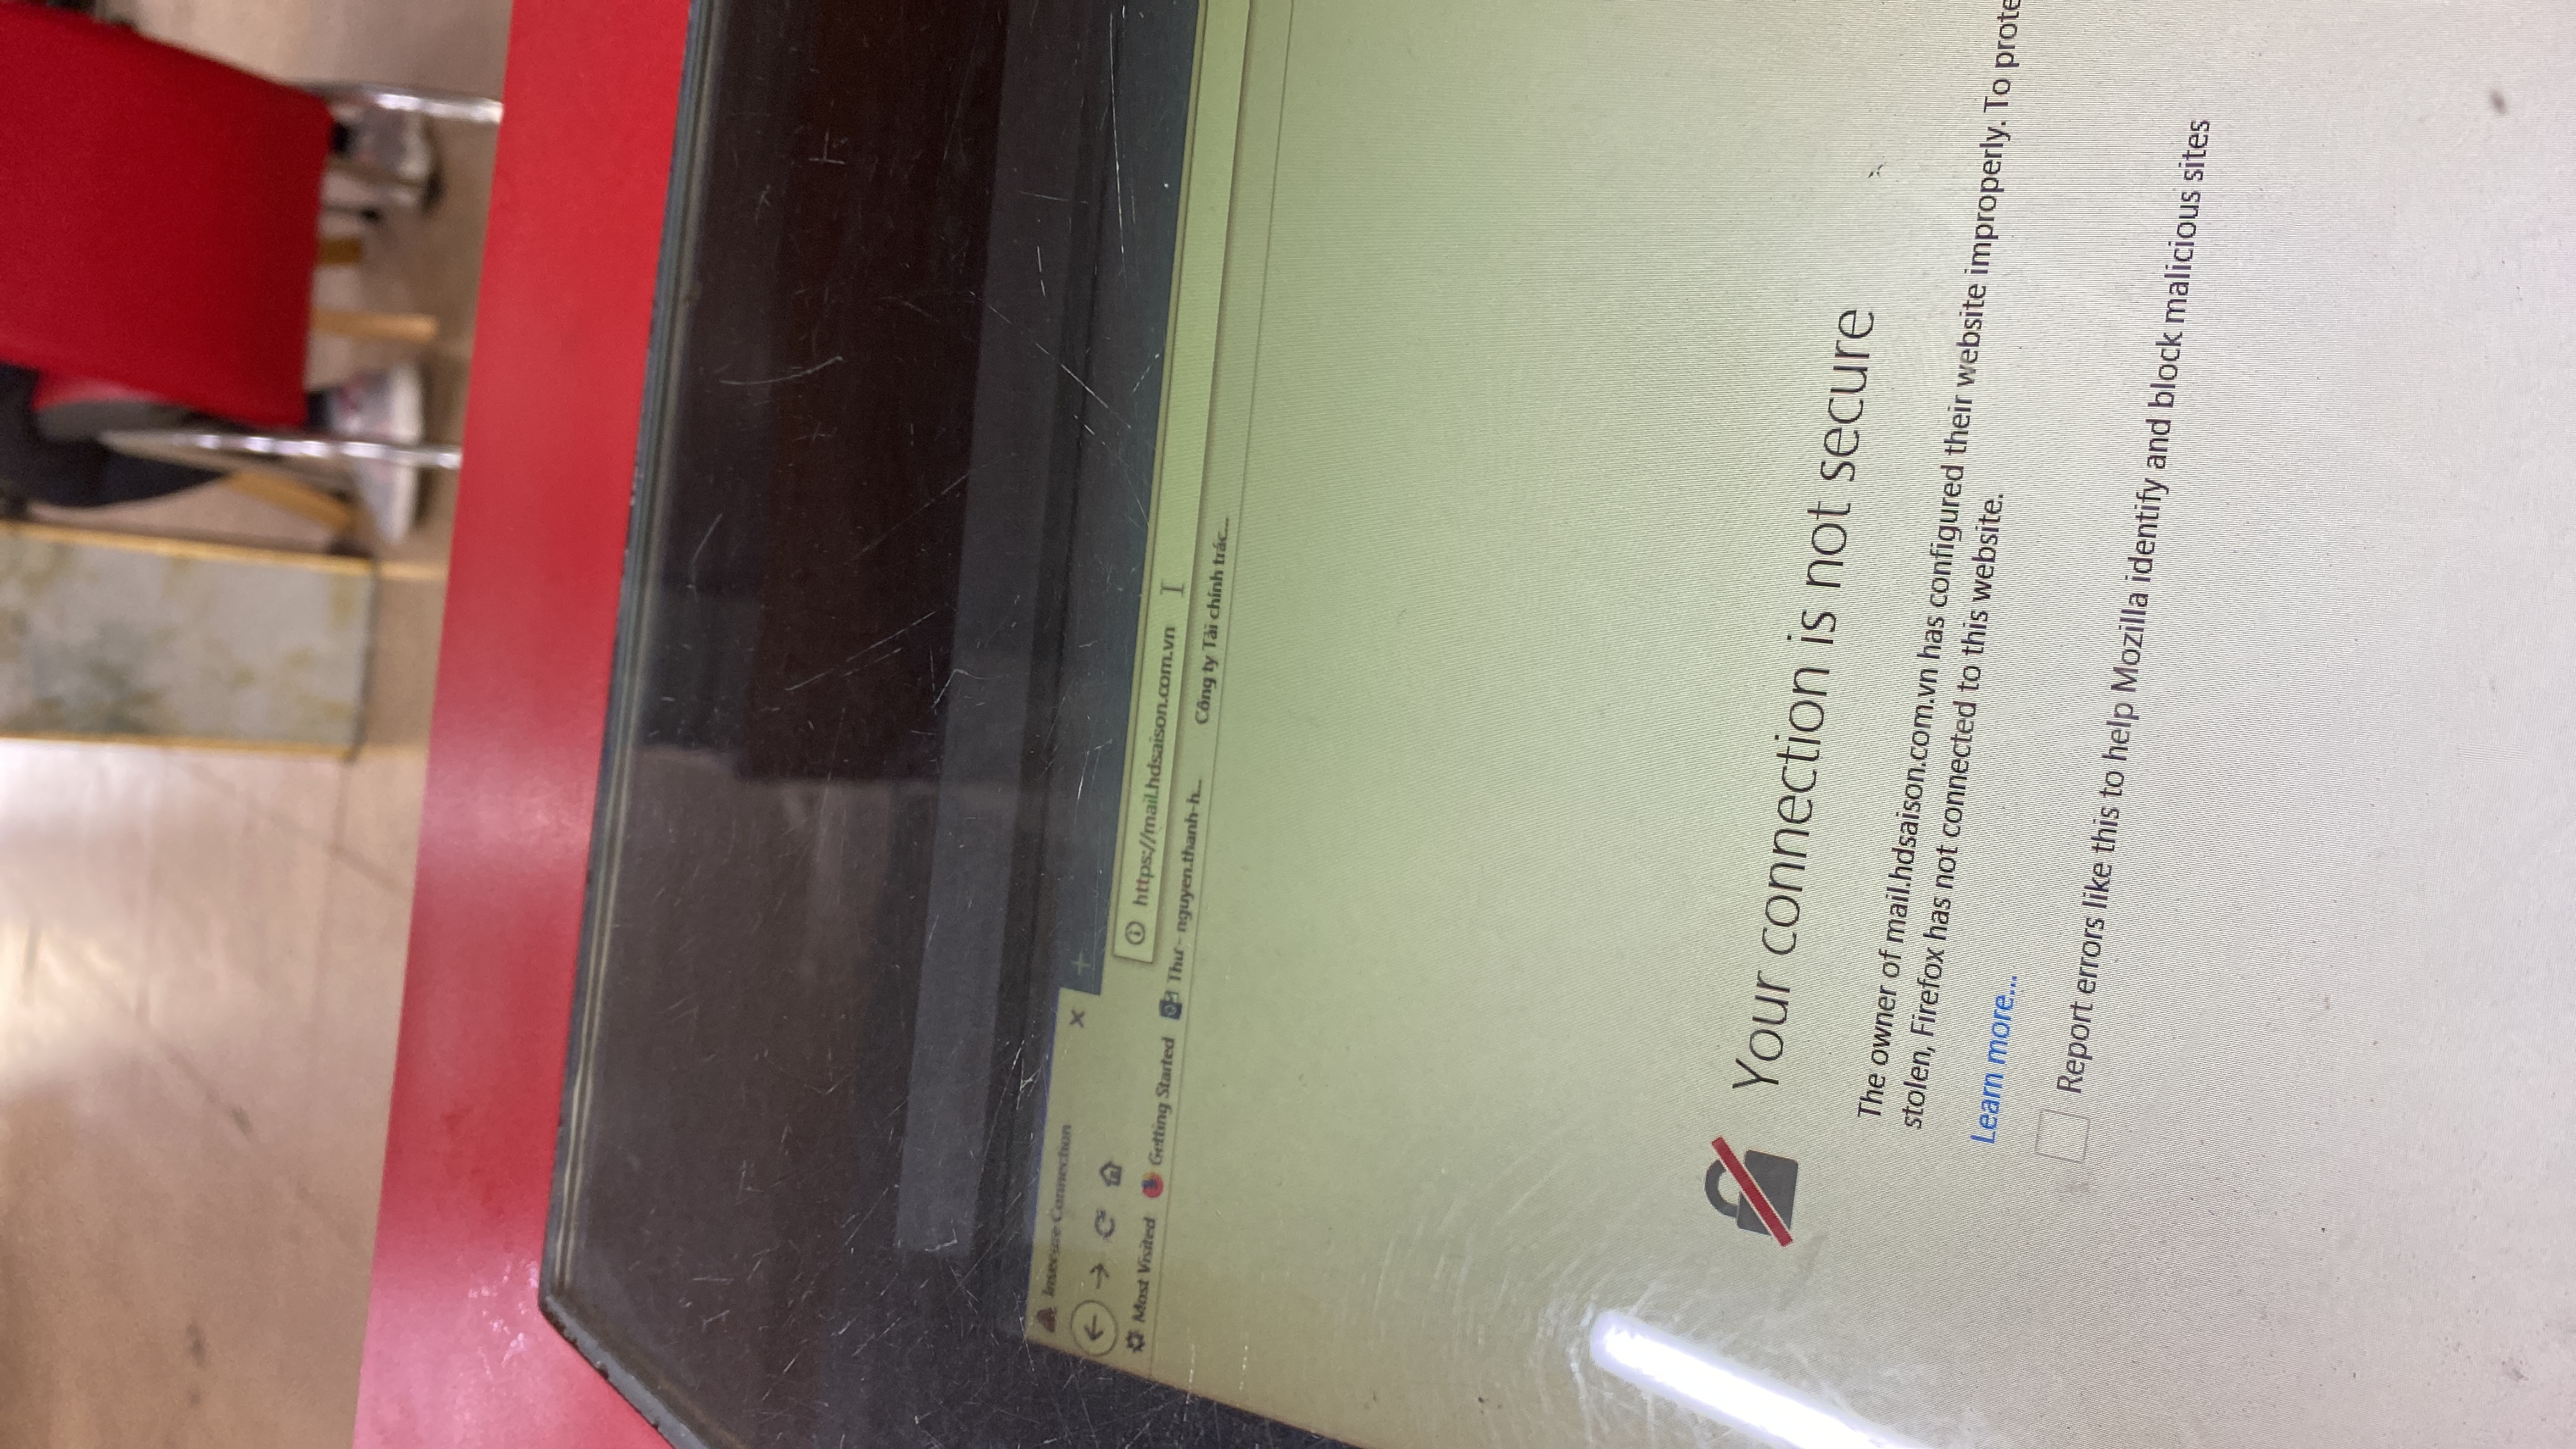 Insecure Connection
https://mail.hdsaison.com.vn
Most Visited Getting Started Thư - nguyen.thanh-h... Công ty Tài chính trác...
Your connection is not secure
The owner of mail.hdsaison.com.vn has configured their website improperly. To prote
stolen, Firefox has not connected to this website.
Learn more...
Report errors like this to help Mozilla identify and block malicious sites